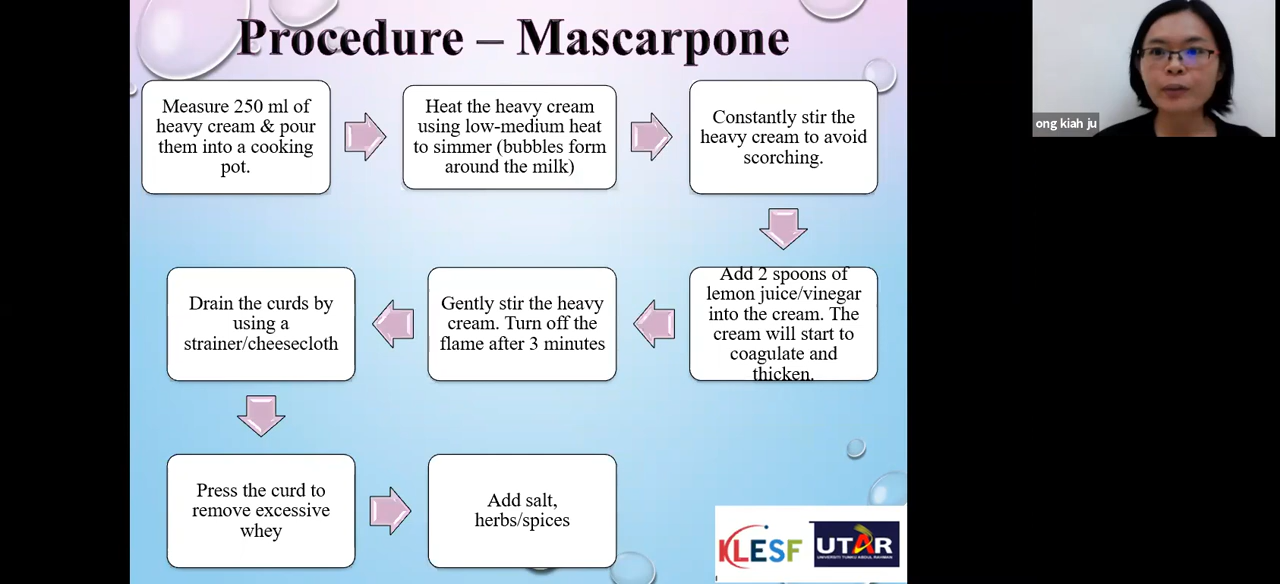 Procedure – Mascarpone
Measure 250 ml of
heavy cream & pour
them into a cooking
pot.
Heat the heavy cream
using low-medium heat
to simmer (bubbles form
around the milk)
Constantly stir the
heavy cream to avoid
scorching.
Add 2 spoons of
lemon juice/vinegar
into the cream. The
cream will start to
coagulate and
thicken.
Gently stir the heavy
cream. Turn off the
flame after 3 minutes
Drain the curds by
using a
strainer/cheesecloth
Press the curd to
remove excessive
whey
Add salt,
herbs/spices
KLESF
UTAR
UNIVERSITI TUNKU ABDUL RAHMAN
ong kiah ju